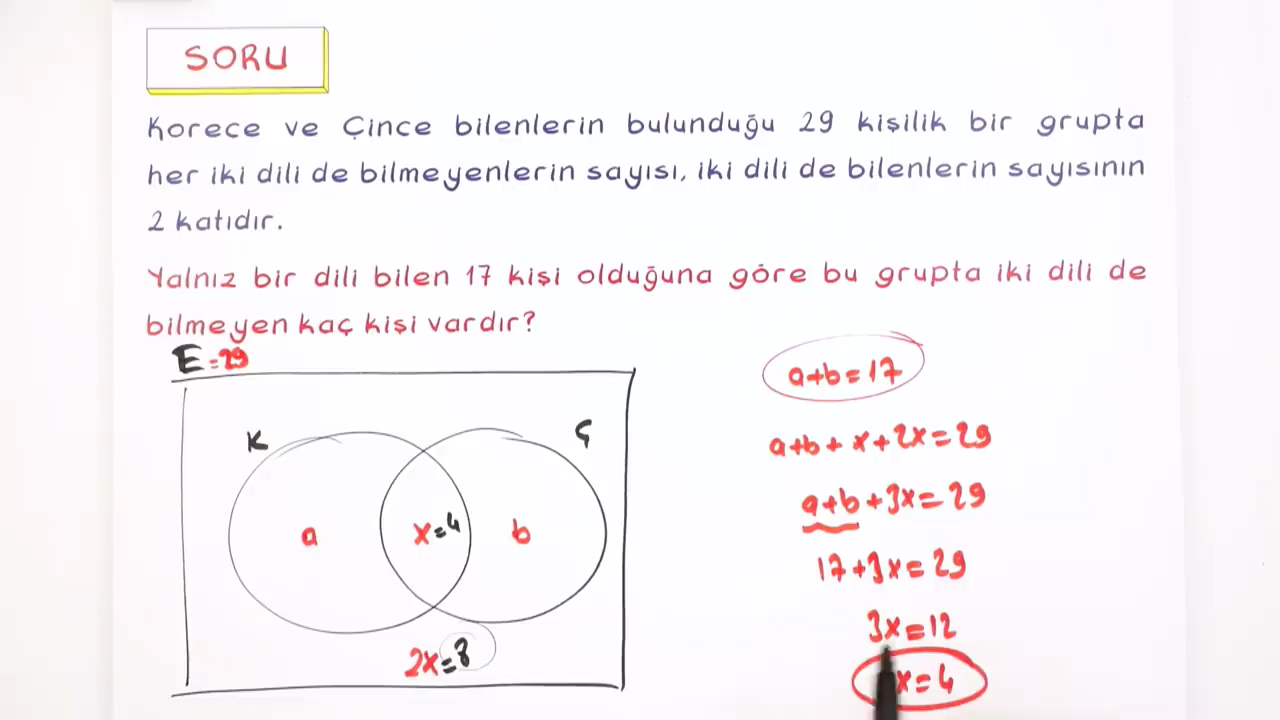 SORU
Korece ve Çince bilenlerin bulunduğu 29 kişilik bir grupta
her iki dili de bilmeyenlerin sayısı, iki dili de bilenlerin sayısının
2 katıdır.
Yalnız bir dili bilen 17 kişi olduğuna göre bu grupta iki dili de
bilmeyen kaç kişi vardır?
E=29
K
Ç
a
x=4
b
2x=8
a+b=17
a+b+x+2x=29
a+b+3x=29
17+3x=29
3x=12
x=4